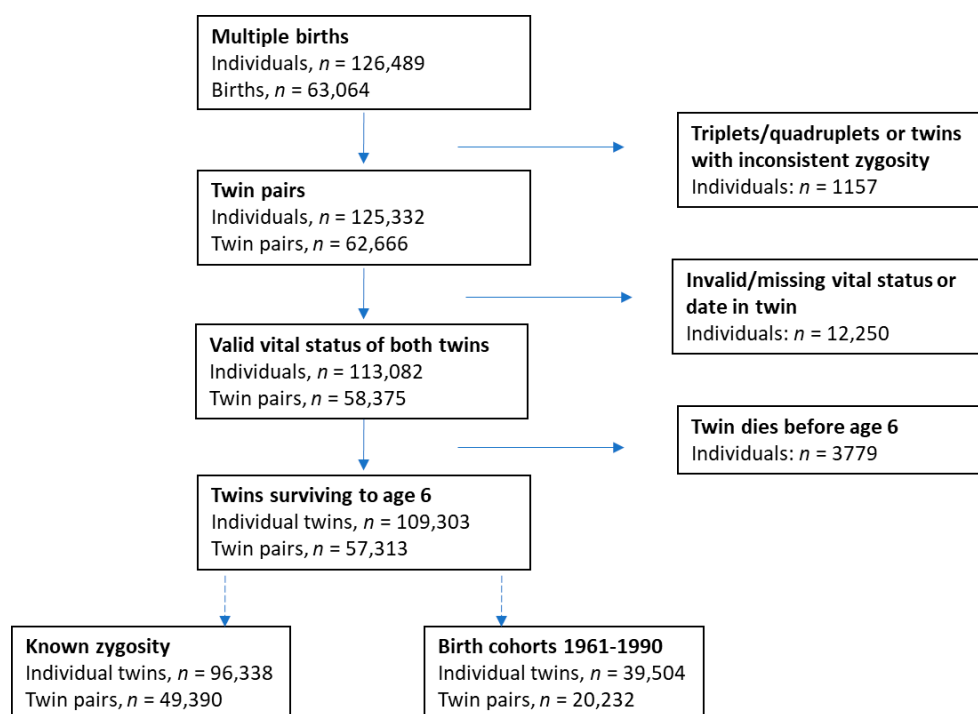 Multiple births
Individuals, n = 126,489
Births, n = 63,064
Triplets/quadruplets or twins
with inconsistent zygosity
Individuals: n = 1157
Twin pairs
Individuals, n = 125,332
Twin pairs, n = 62,666
Invalid/missing vital status or
date in twin
Individuals: n = 12,250
Valid vital status of both twins
Individuals, n = 113,082
Twin pairs, n = 58,375
Twin dies before age 6
Individuals: n = 3779
Twins surviving to age 6
Individual twins, n = 109,303
Twin pairs, n = 57,313
Known zygosity
Individual twins, n = 96,338
Twin pairs, n = 49,390
Birth cohorts 1961-1990
Individual twins, n = 39,504
Twin pairs, n = 20,232